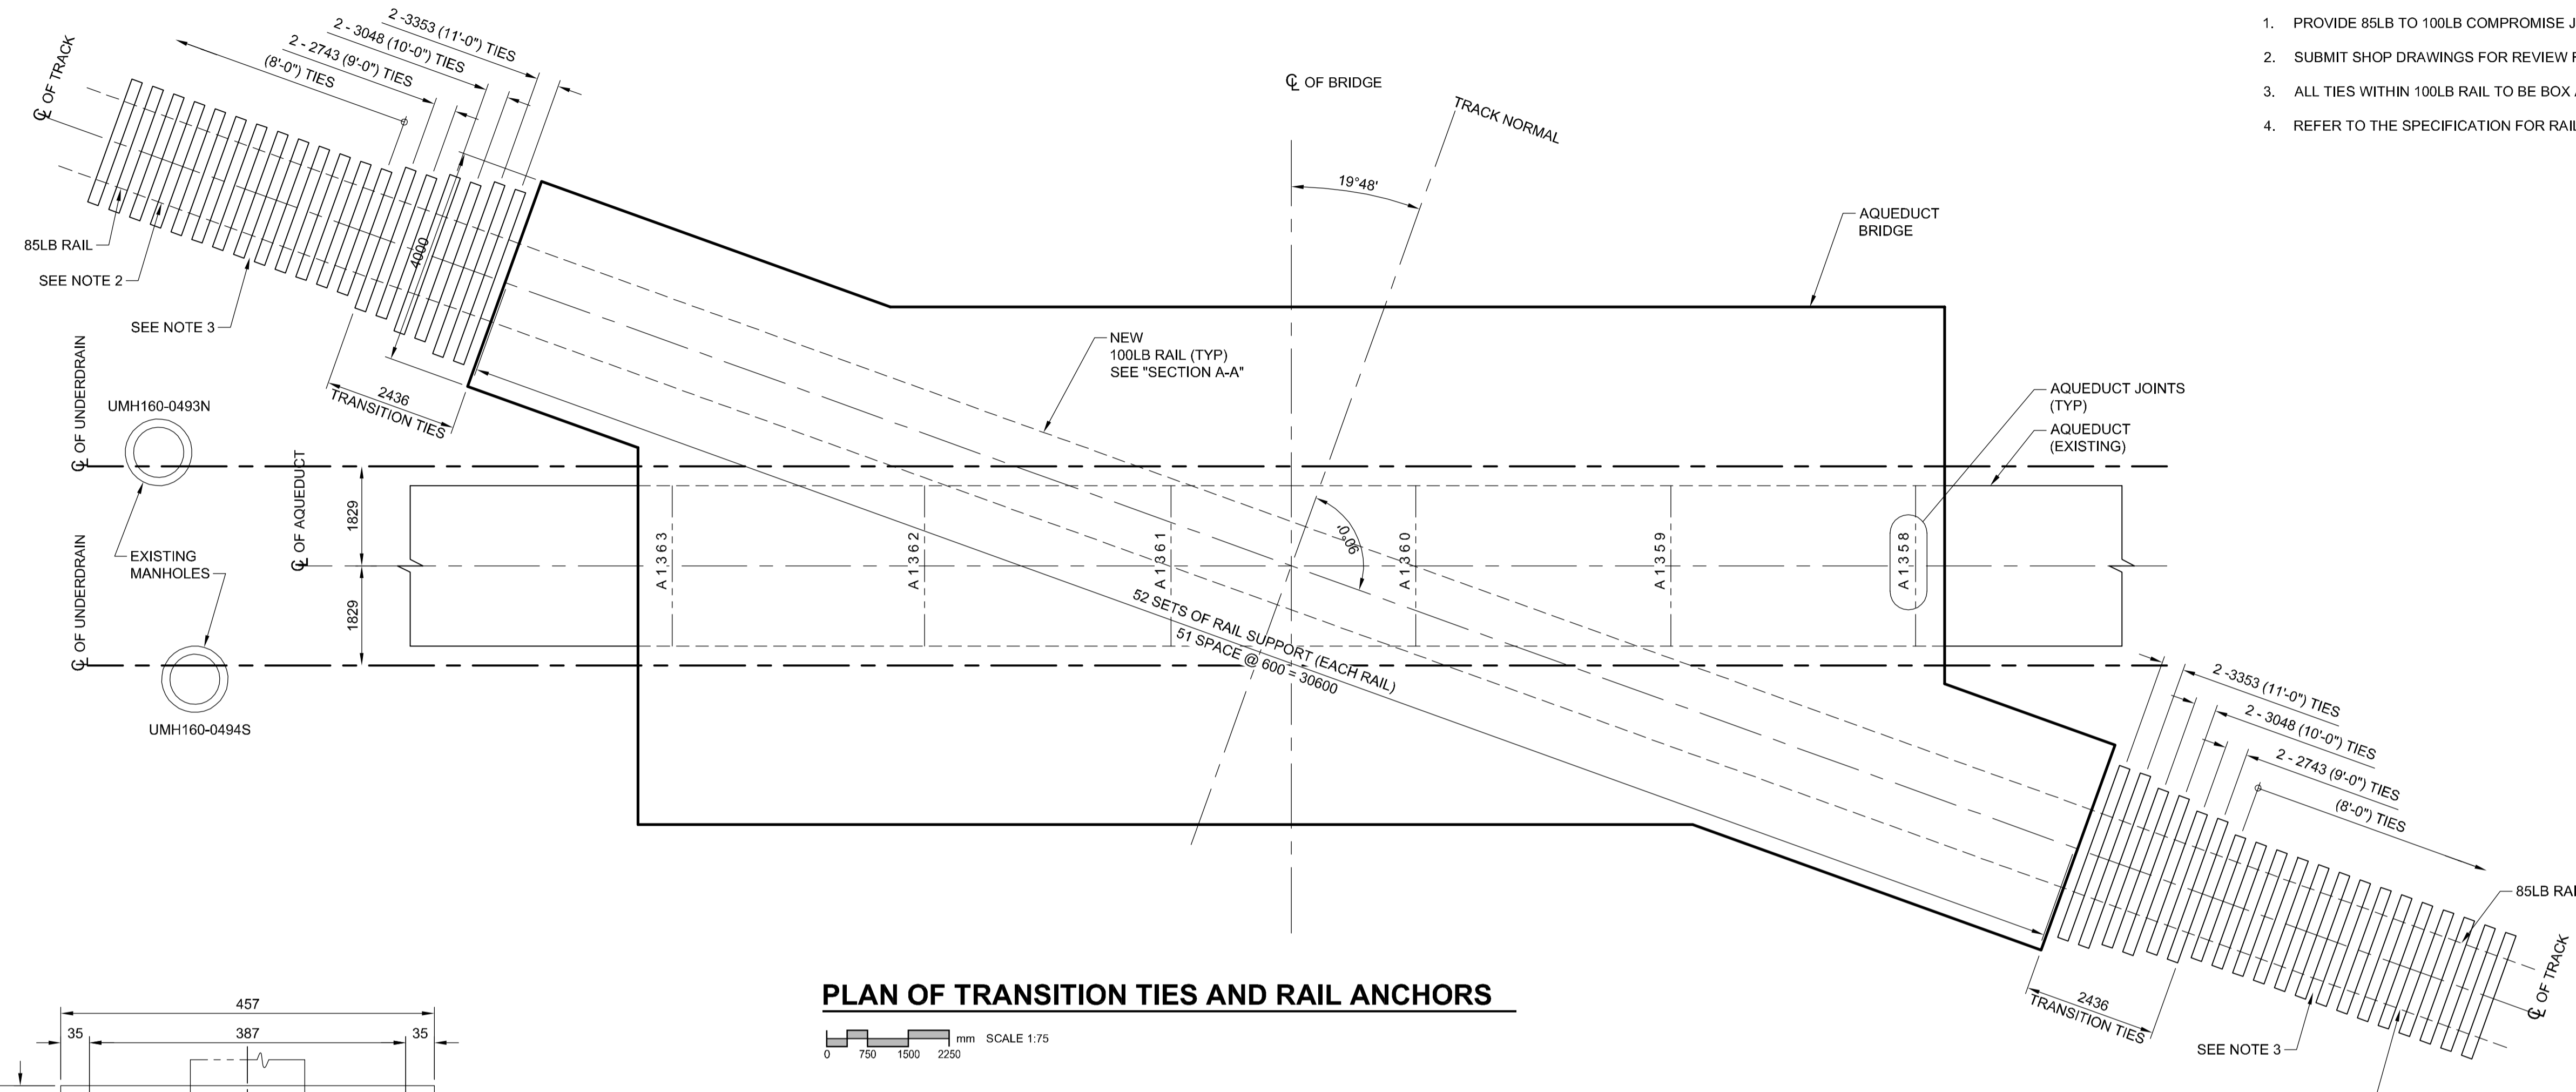 2 -3353 (11'-0") TIES
2 - 3048 (10'-0") TIES
2 - 2743 (9'-0") TIES
(8'-0") TIES
℄ OF TRACK
85LB RAIL
SEE NOTE 2
SEE NOTE 3
4000
2436
TRANSITION TIES
℄ OF BRIDGE
TRACK NORMAL
19°48'
AQUEDUCT
BRIDGE
1. PROVIDE 85LB TO 100LB COMPROMISE
2. SUBMIT SHOP DRAWINGS FOR REVIEW
3. ALL TIES WITHIN 100LB RAIL TO BE BOX
4. REFER TO THE SPECIFICATION FOR
NEW
100LB RAIL (TYP)
SEE "SECTION A-A"
AQUEDUCT JOINTS
(TYP)
AQUEDUCT
(EXISTING)
℄ OF UNDERDRAIN
UMH160-0493N
℄ OF AQUEDUCT
1829
EXISTING
MANHOLES
℄ OF UNDERDRAIN
1829
UMH160-0494S
A1363
A1362
A1361
A1360
A1359
A1358
90°0'
52 SETS OF RAIL SUPPORT (EACH RAIL)
51 SPACE @ 600 = 30600
2 -3353 (11'-0") TIES
2 - 3048 (10'-0") TIES
2 - 2743 (9'-0") TIES
(8'-0") TIES
85LB
℄ OF TRACK
2436
TRANSITION TIES
SEE NOTE 3
PLAN OF TRANSITION TIES AND RAIL ANCHORS
0 750 1500 2250 mm SCALE 1:75
457
35 387 35